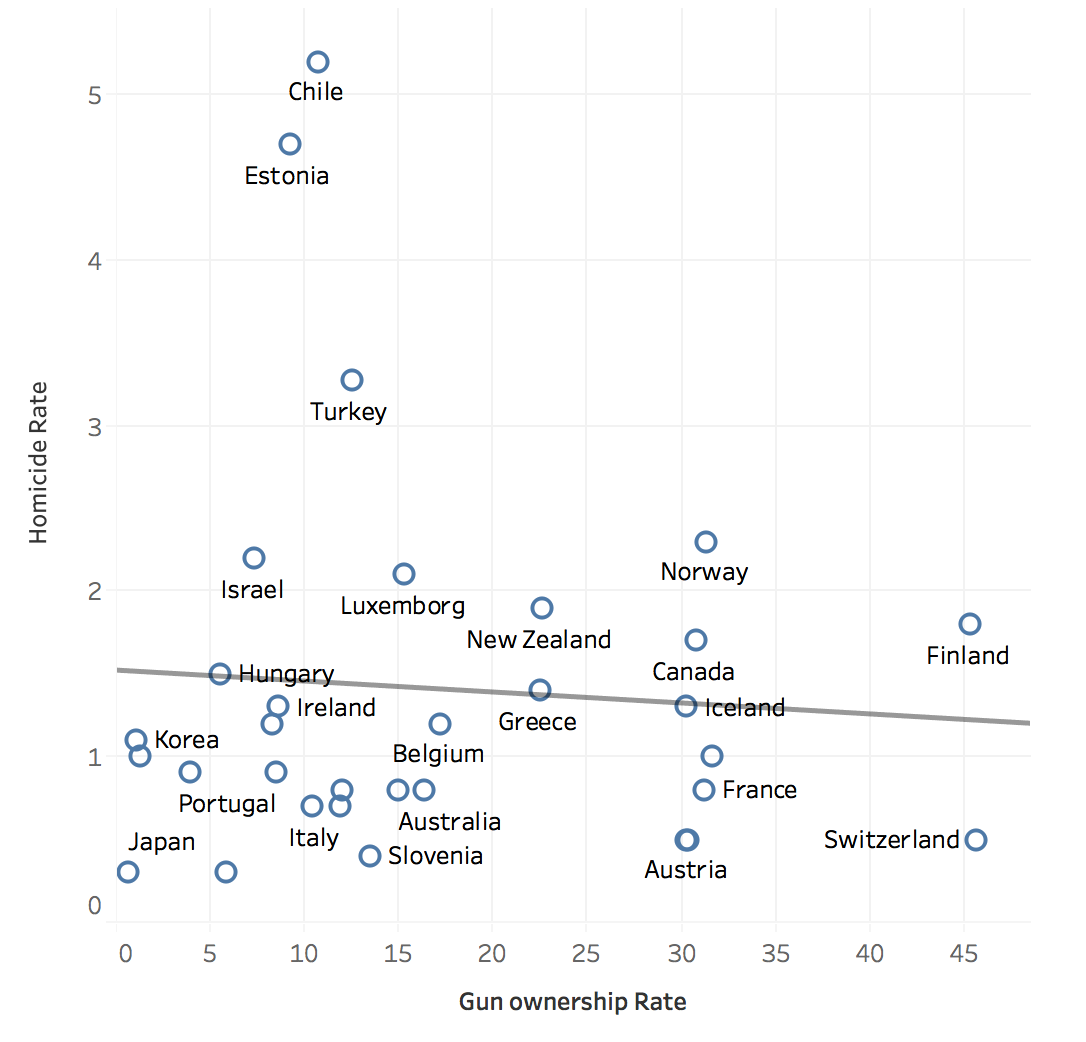 5
Chile
Estonia
4
Turkey
3
Homicide Rate
Norway
Israel
2
Luxemborg
New Zealand
Finland
Canada
Hungary
Ireland
Iceland
Greece
Korea
Belgium
1
France
Portugal
Australia
Italy
Japan
Switzerland
Slovenia
Austria
0
0 5 10 15 20 25 30 35 40 45
Gun ownership Rate